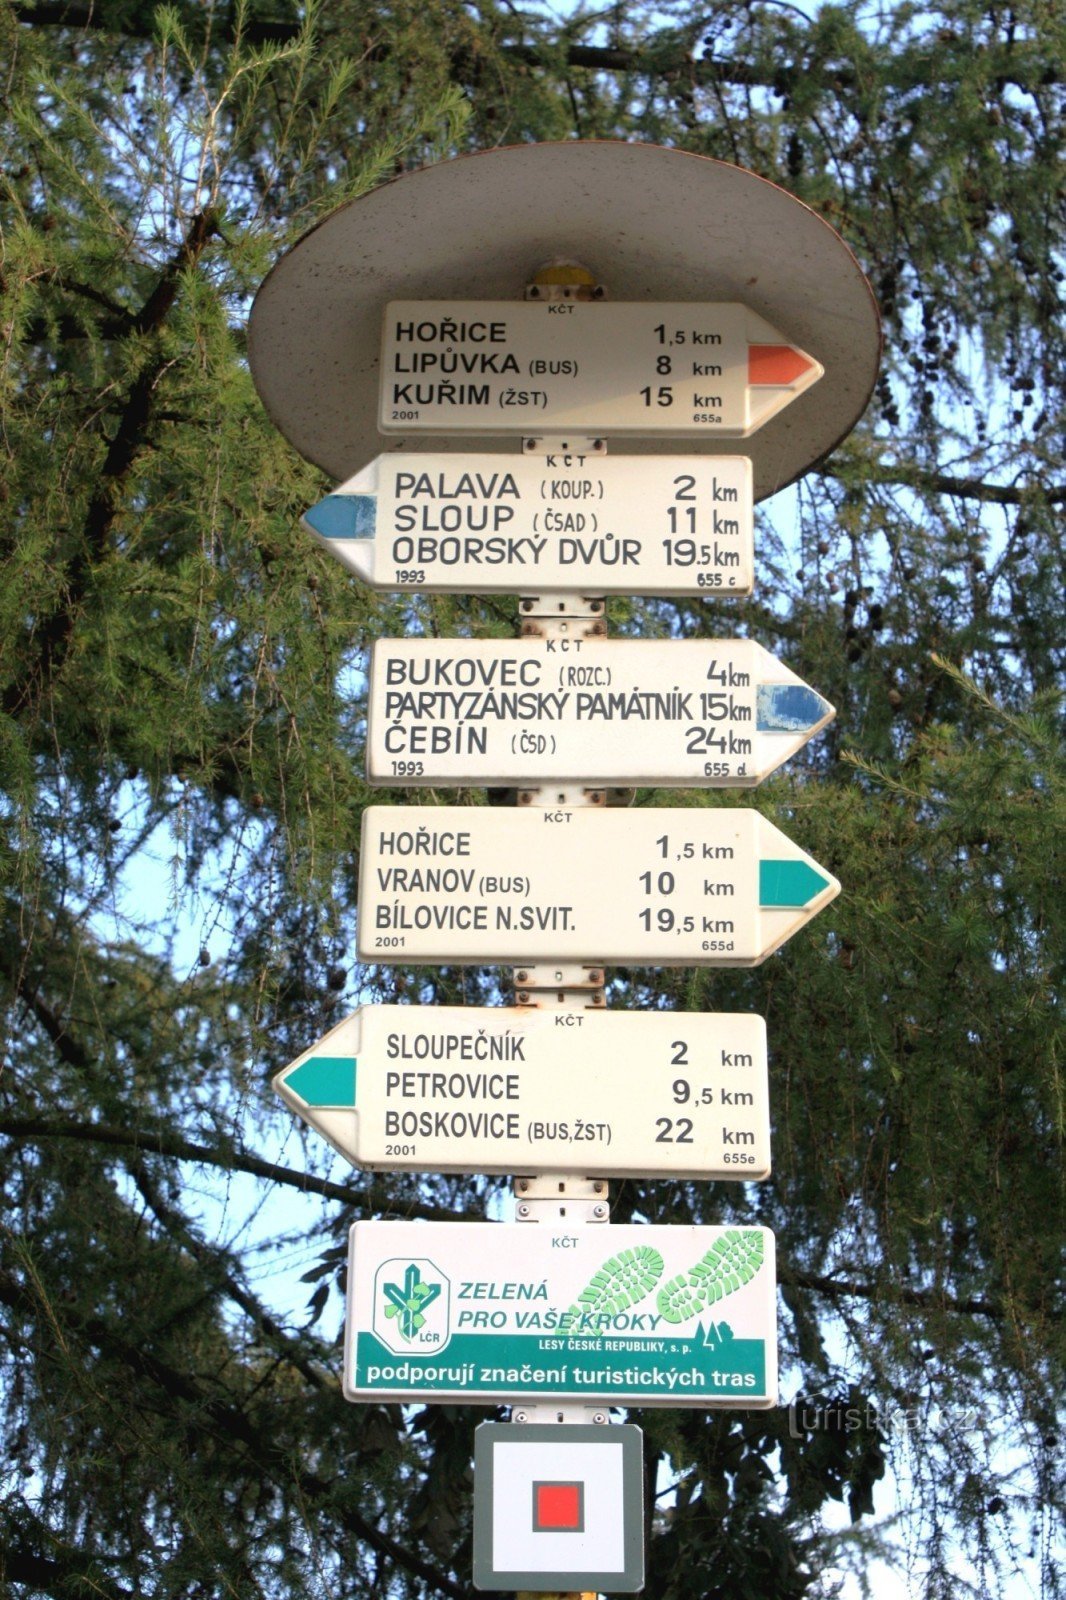 KČT
HOŘICE 1,5 km
LIPŮVKA (BUS) 8 km
KUŘIM (ŽST) 15 km
2001 655a
KČT
PALAVA (KOUP.) 2 km
SLOUP (ČSAD) 11 km
OBORSKÝ DVŮR 19.5 km
1993 655 c
KČT
BUKOVEC (ROZC.) 4 km
PARTYZÁNSKÝ PAMÁTNÍK 15 km
ČEBÍN (ČSD) 24 km
1993 655 d
KČT
HOŘICE 1,5 km
VRANOV (BUS) 10 km
BÍLOVICE N.SVIT. 19,5 km
2001 655d
KČT
SLOUPEČNÍK 2 km
PETROVICE 9,5 km
BOSKOVICE (BUS,ŽST) 22 km
2001 655e
KČT
LČR
ZELENÁ
PRO VAŠE KROKY
LESY ČESKÉ REPUBLIKY, s. p.
podporují značení turistických tras
Turistika.cz